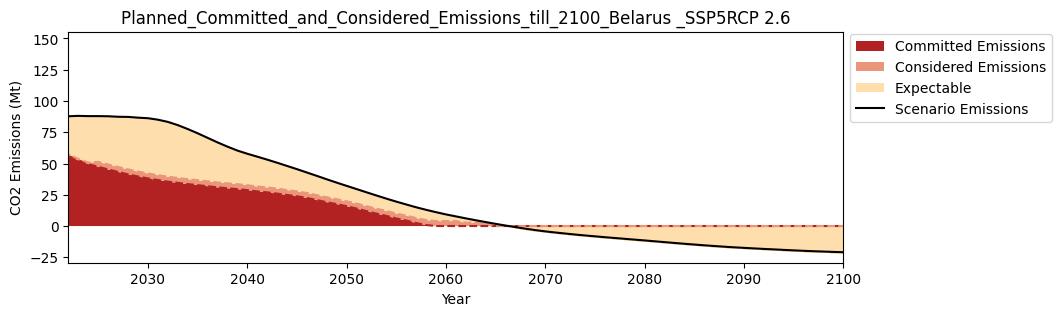 Planned_Committed_and_Considered_Emissions_till_2100_Belarus _SSP5RCP 2.6
CO2 Emissions (Mt)
150
125
100
75
50
25
0
−25
2030
2040
2050
2060
2070
2080
2090
2100
Year
Committed Emissions
Considered Emissions
Expectable
Scenario Emissions